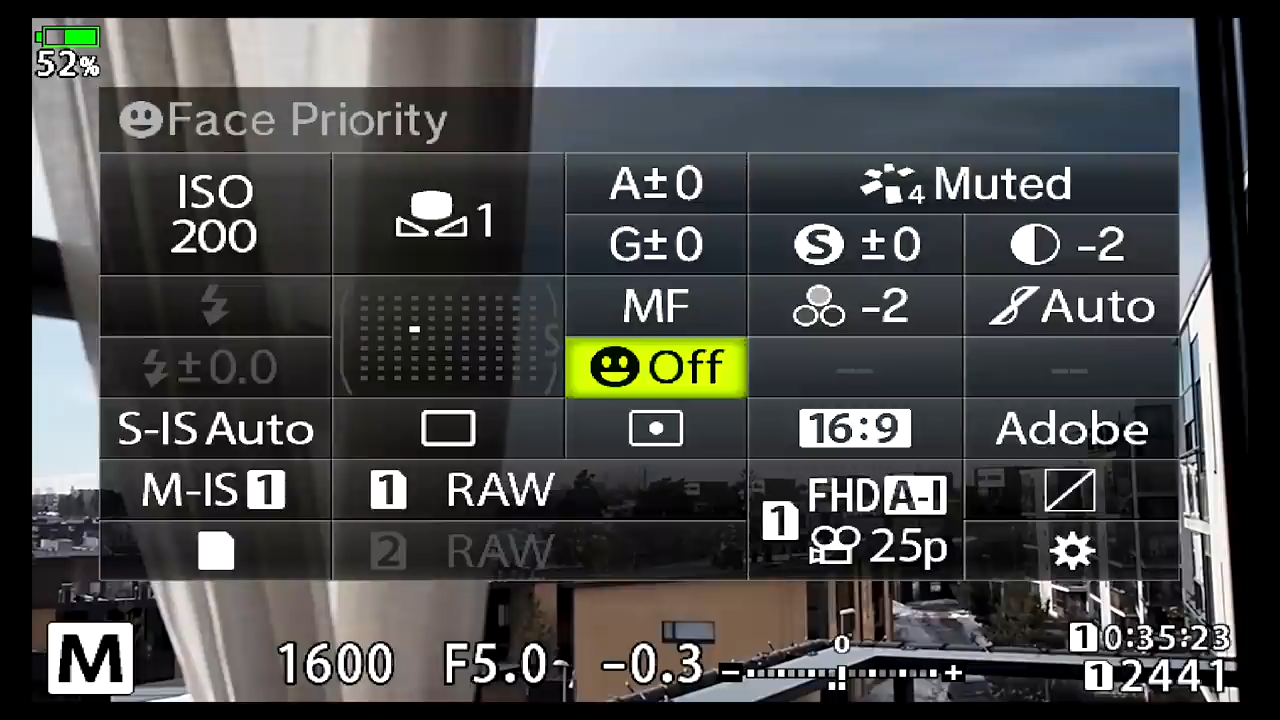 52%
Face Priority
ISO
200
1
A±0
4 Muted
G±0
S ±0
-2
MF
-2
Auto
S
±0.0
Off
--
--
S-IS Auto
16:9
Adobe
M-IS 1
1 RAW
1
FHD A-I
25p
2 RAW
M
1600
F5.0
-0.3
-
0
+
1 0:35:23
1 2441